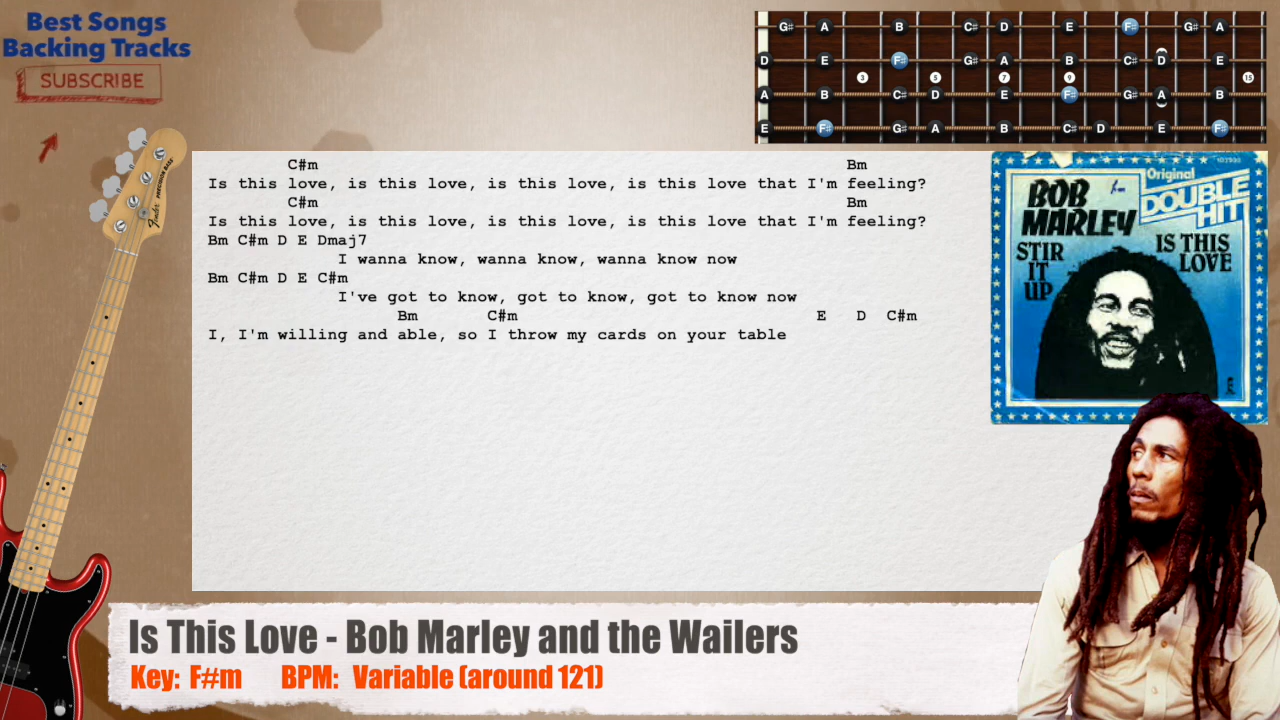 Best Songs
Backing Tracks
SUBSCRIBE
G# A B C# D E F# G# A
D E F# G# A B C# D E
3 5 7 9 15
A B C# D E F# G# A B
E F# G# A B C# D E F#
C#m Bm
Is this love, is this love, is this love, is this love that I'm feeling?
C#m Bm
Is this love, is this love, is this love, is this love that I'm feeling?
Bm C#m D E Dmaj7
I wanna know, wanna know, wanna know now
Bm C#m D E C#m
I've got to know, got to know, got to know now
Bm C#m E D C#m
I, I'm willing and able, so I throw my cards on your table
Original
DOUBLE
HIT
BOB
MARLEY
STIR
IT
UP
IS THIS
LOVE
Fender PRECISION BASS
Is This Love - Bob Marley and the Wailers
Key: F#m BPM: Variable (around 121)